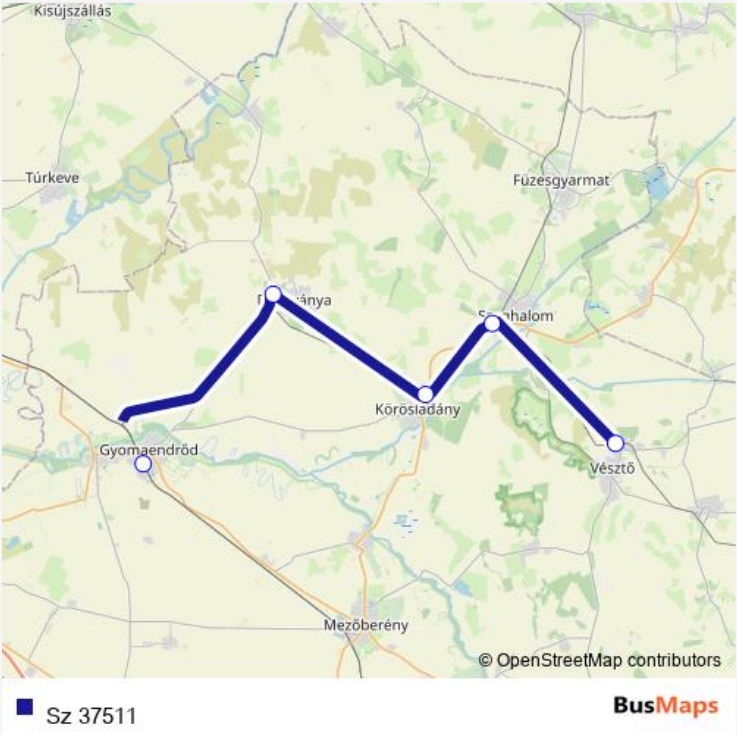 Kisújszállás
Túrkeve
Füzesgyarmat
Körösladány
Gyomaendrőd
Vésztő
Mezőberény
© OpenStreetMap contributors
Sz 37511
BusMaps